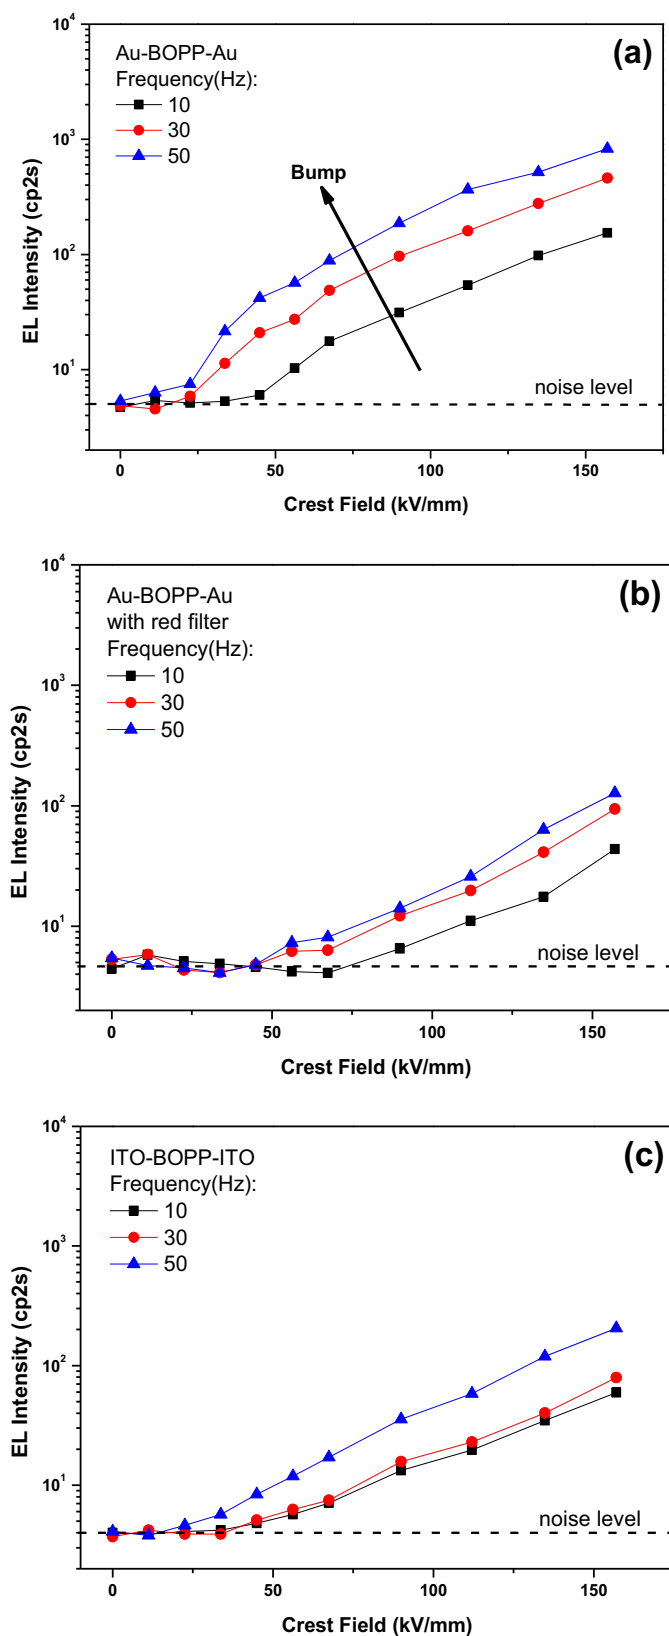 (a)
Au-BOPP-Au
Frequency(Hz):
10
30
50
Bump
noise level
10⁴
10³
10²
10¹
EL Intensity (cp2s)
0
50
100
150
Crest Field (kV/mm)
(b)
Au-BOPP-Au
with red filter
Frequency(Hz):
10
30
50
noise level
10⁴
10³
10²
10¹
EL Intensity (cp2s)
0
50
100
150
Crest Field (kV/mm)
(c)
ITO-BOPP-ITO
Frequency(Hz):
10
30
50
noise level
10⁴
10³
10²
10¹
EL Intensity (cp2s)
0
50
100
150
Crest Field (kV/mm)